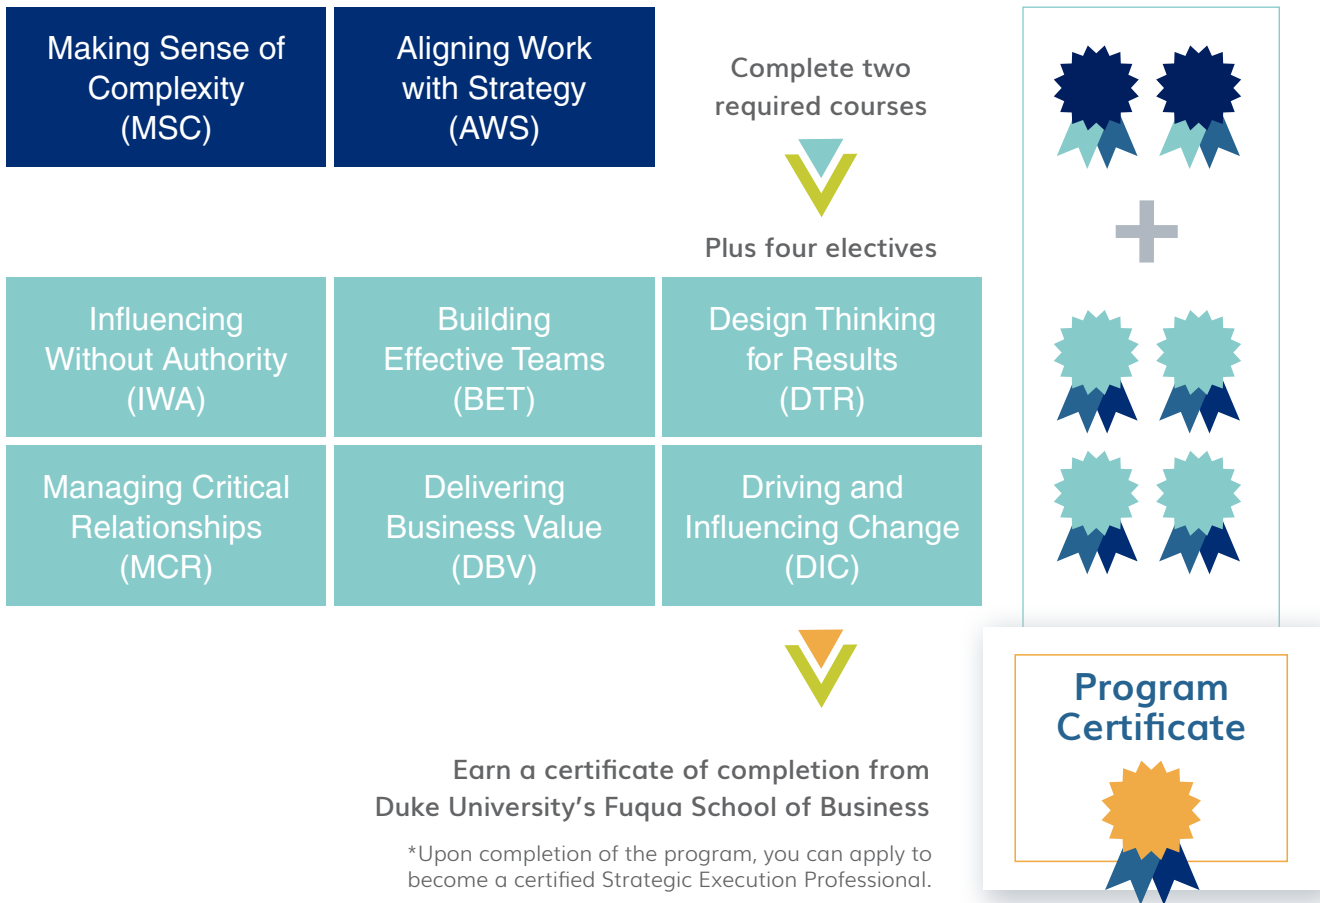 Making Sense of
Complexity
(MSC)
Aligning Work
with Strategy
(AWS)
Complete two
required courses
Plus four electives
Influencing
Without Authority
(IWA)
Building
Effective Teams
(BET)
Design Thinking
for Results
(DTR)
Managing Critical
Relationships
(MCR)
Delivering
Business Value
(DBV)
Driving and
Influencing Change
(DIC)
Program
Certificate
Earn a certificate of completion from
Duke University’s Fuqua School of Business
*Upon completion of the program, you can apply to
become a certified Strategic Execution Professional.